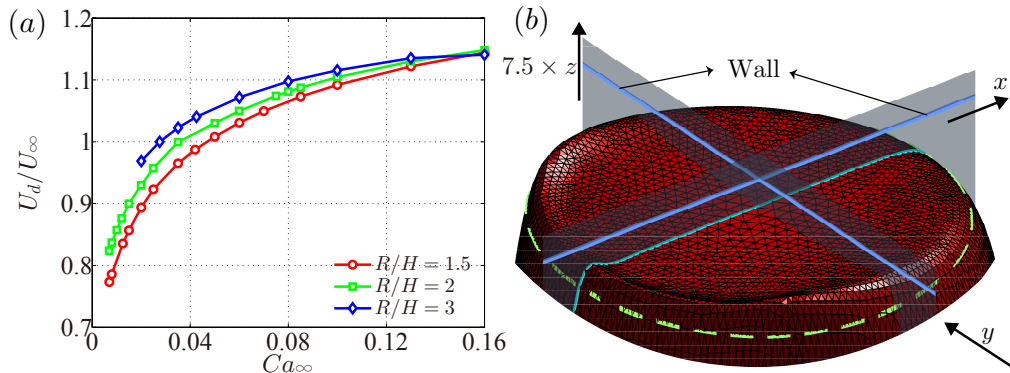 (a)
1.2
1.1
1
0.9
0.8
0.7
U_d/U_∞
0 0.04 0.08 0.12 0.16
Ca_∞
R/H = 1.5
R/H = 2
R/H = 3
(b)
7.5 × z
Wall
x
y